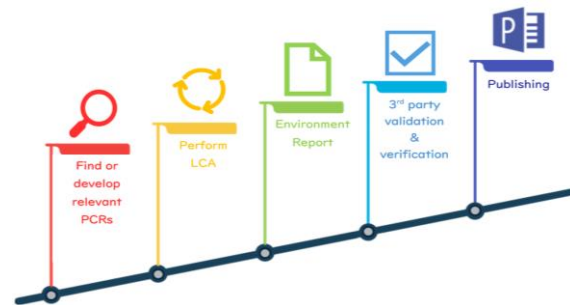 Find or
develop
relevant
PCRs
Perform
LCA
Environment
Report
3rd party
validation
&
verification
P
Publishing